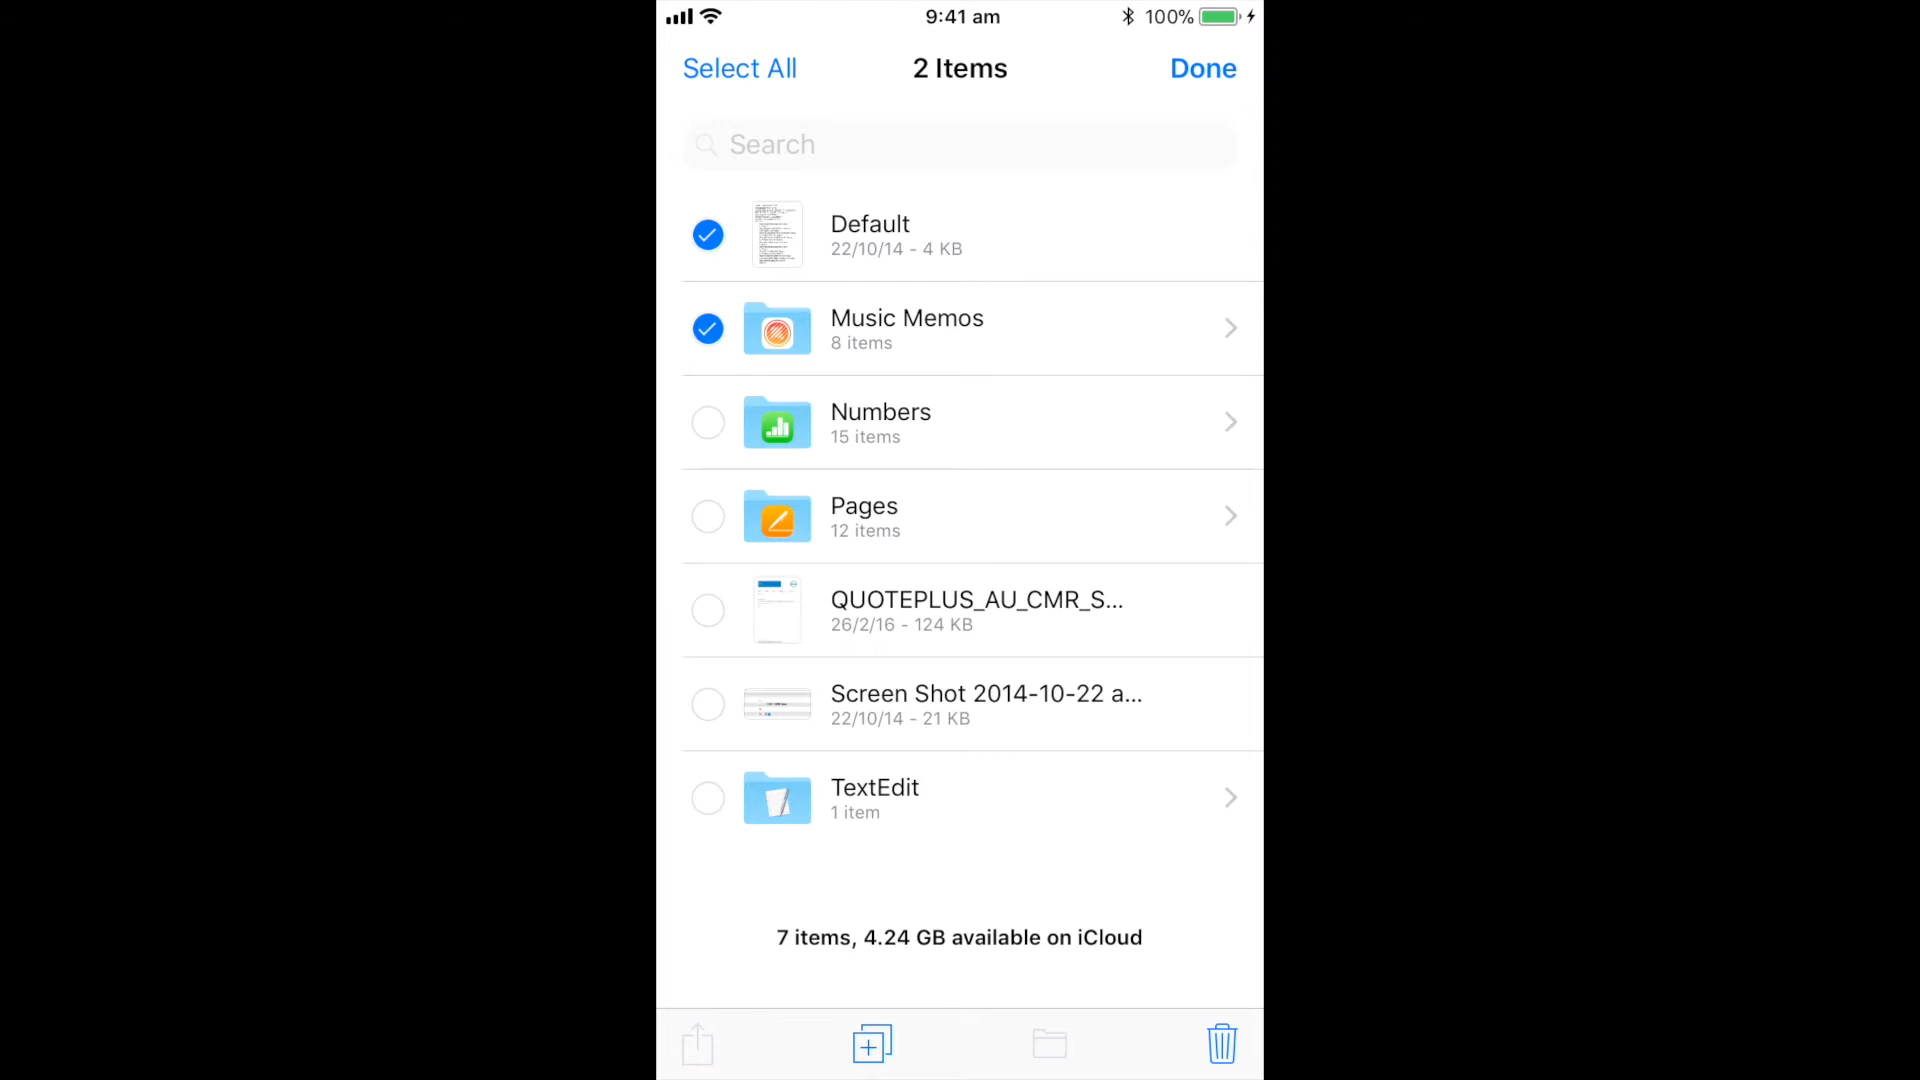 9:41 am
100%
Select All
2 Items
Done
Search
Default
22/10/14 - 4 KB
Music Memos
8 items
Numbers
15 items
Pages
12 items
QUOTEPLUS_AU_CMR_S...
26/2/16 - 124 KB
Screen Shot 2014-10-22 a...
22/10/14 - 21 KB
TextEdit
1 item
7 items, 4.24 GB available on iCloud